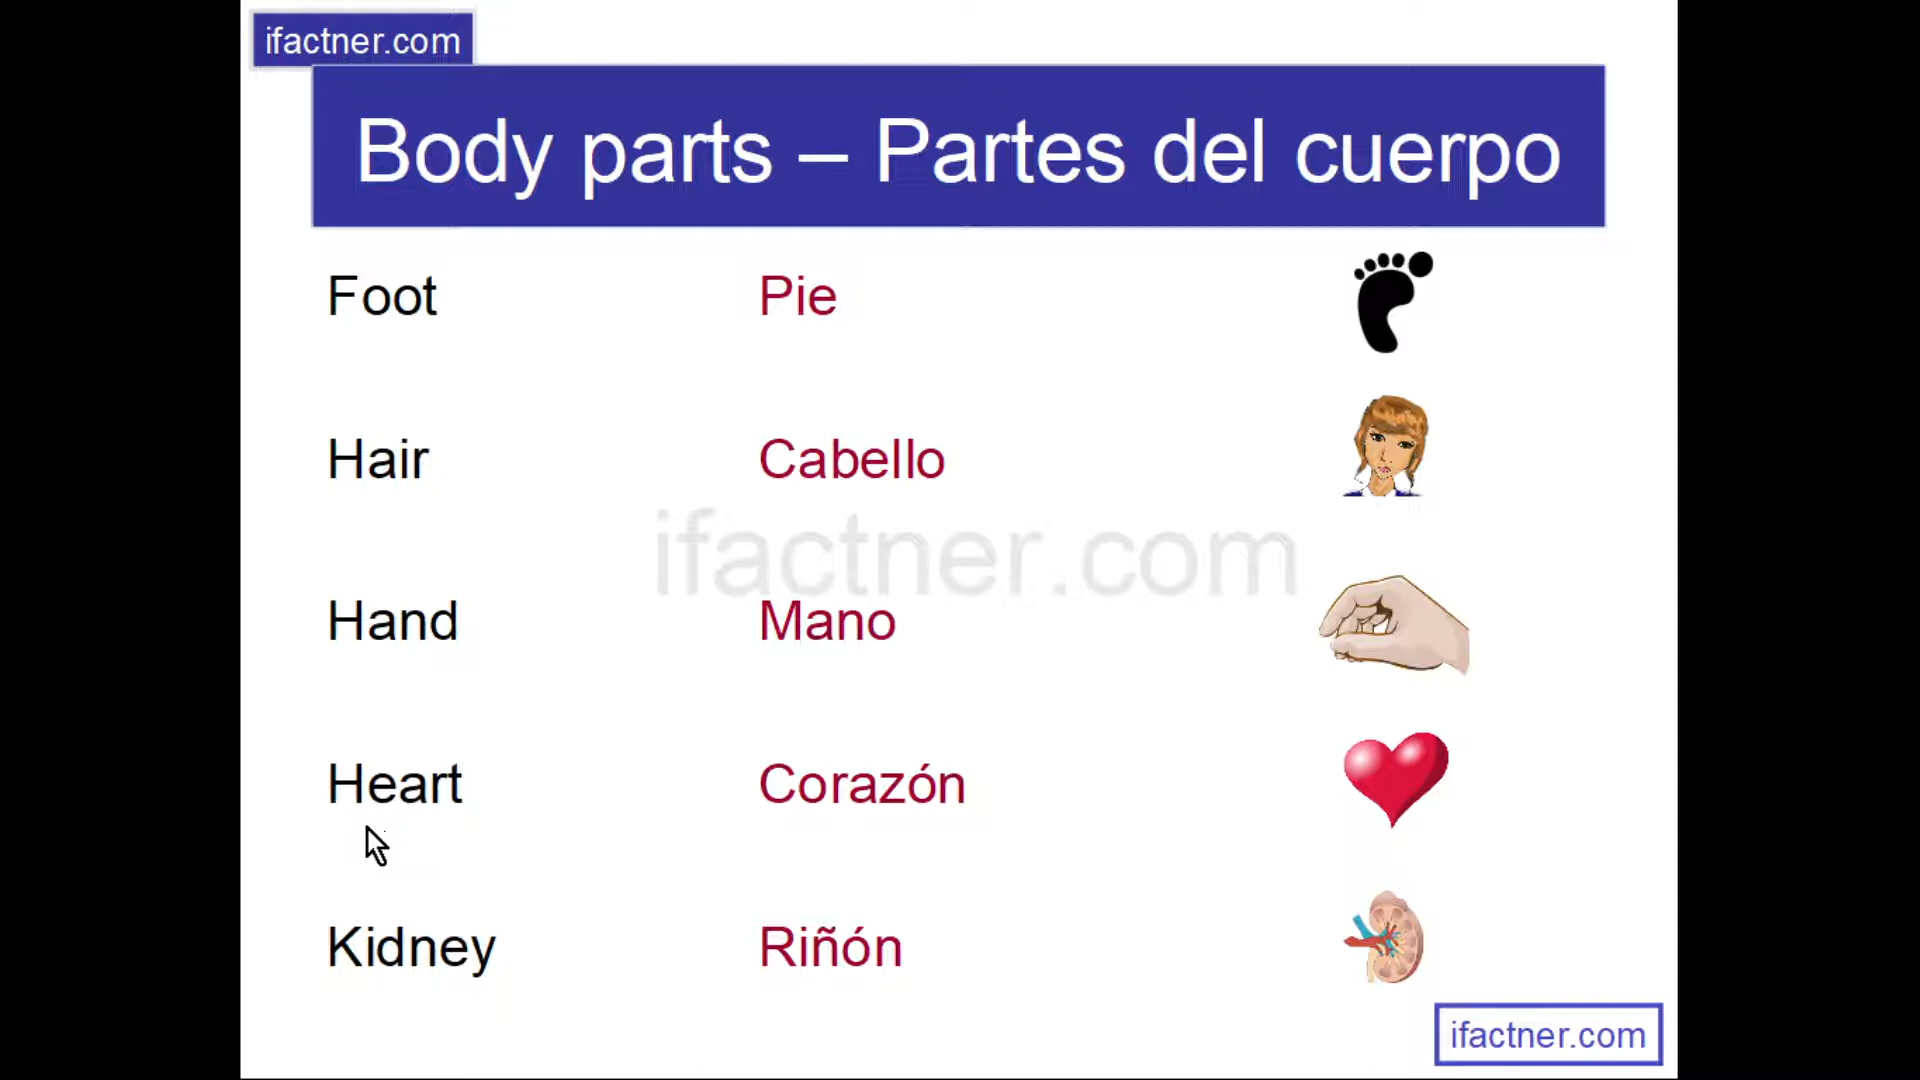 ifactner.com
Body parts – Partes del cuerpo
Foot Pie
Hair Cabello
ifactner.com
Hand Mano
Heart Corazón
Kidney Riñón
ifactner.com